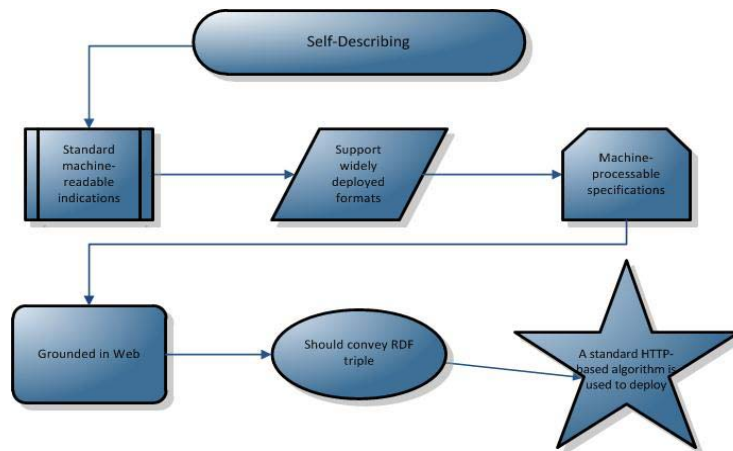 Self-Describing
Standard
machine-
readable
indications
Support
widely
deployed
formats
Machine-
processable
specifications
Grounded in Web
Should convey RDF
triple
A standard HTTP-
based algorithm is
used to deploy